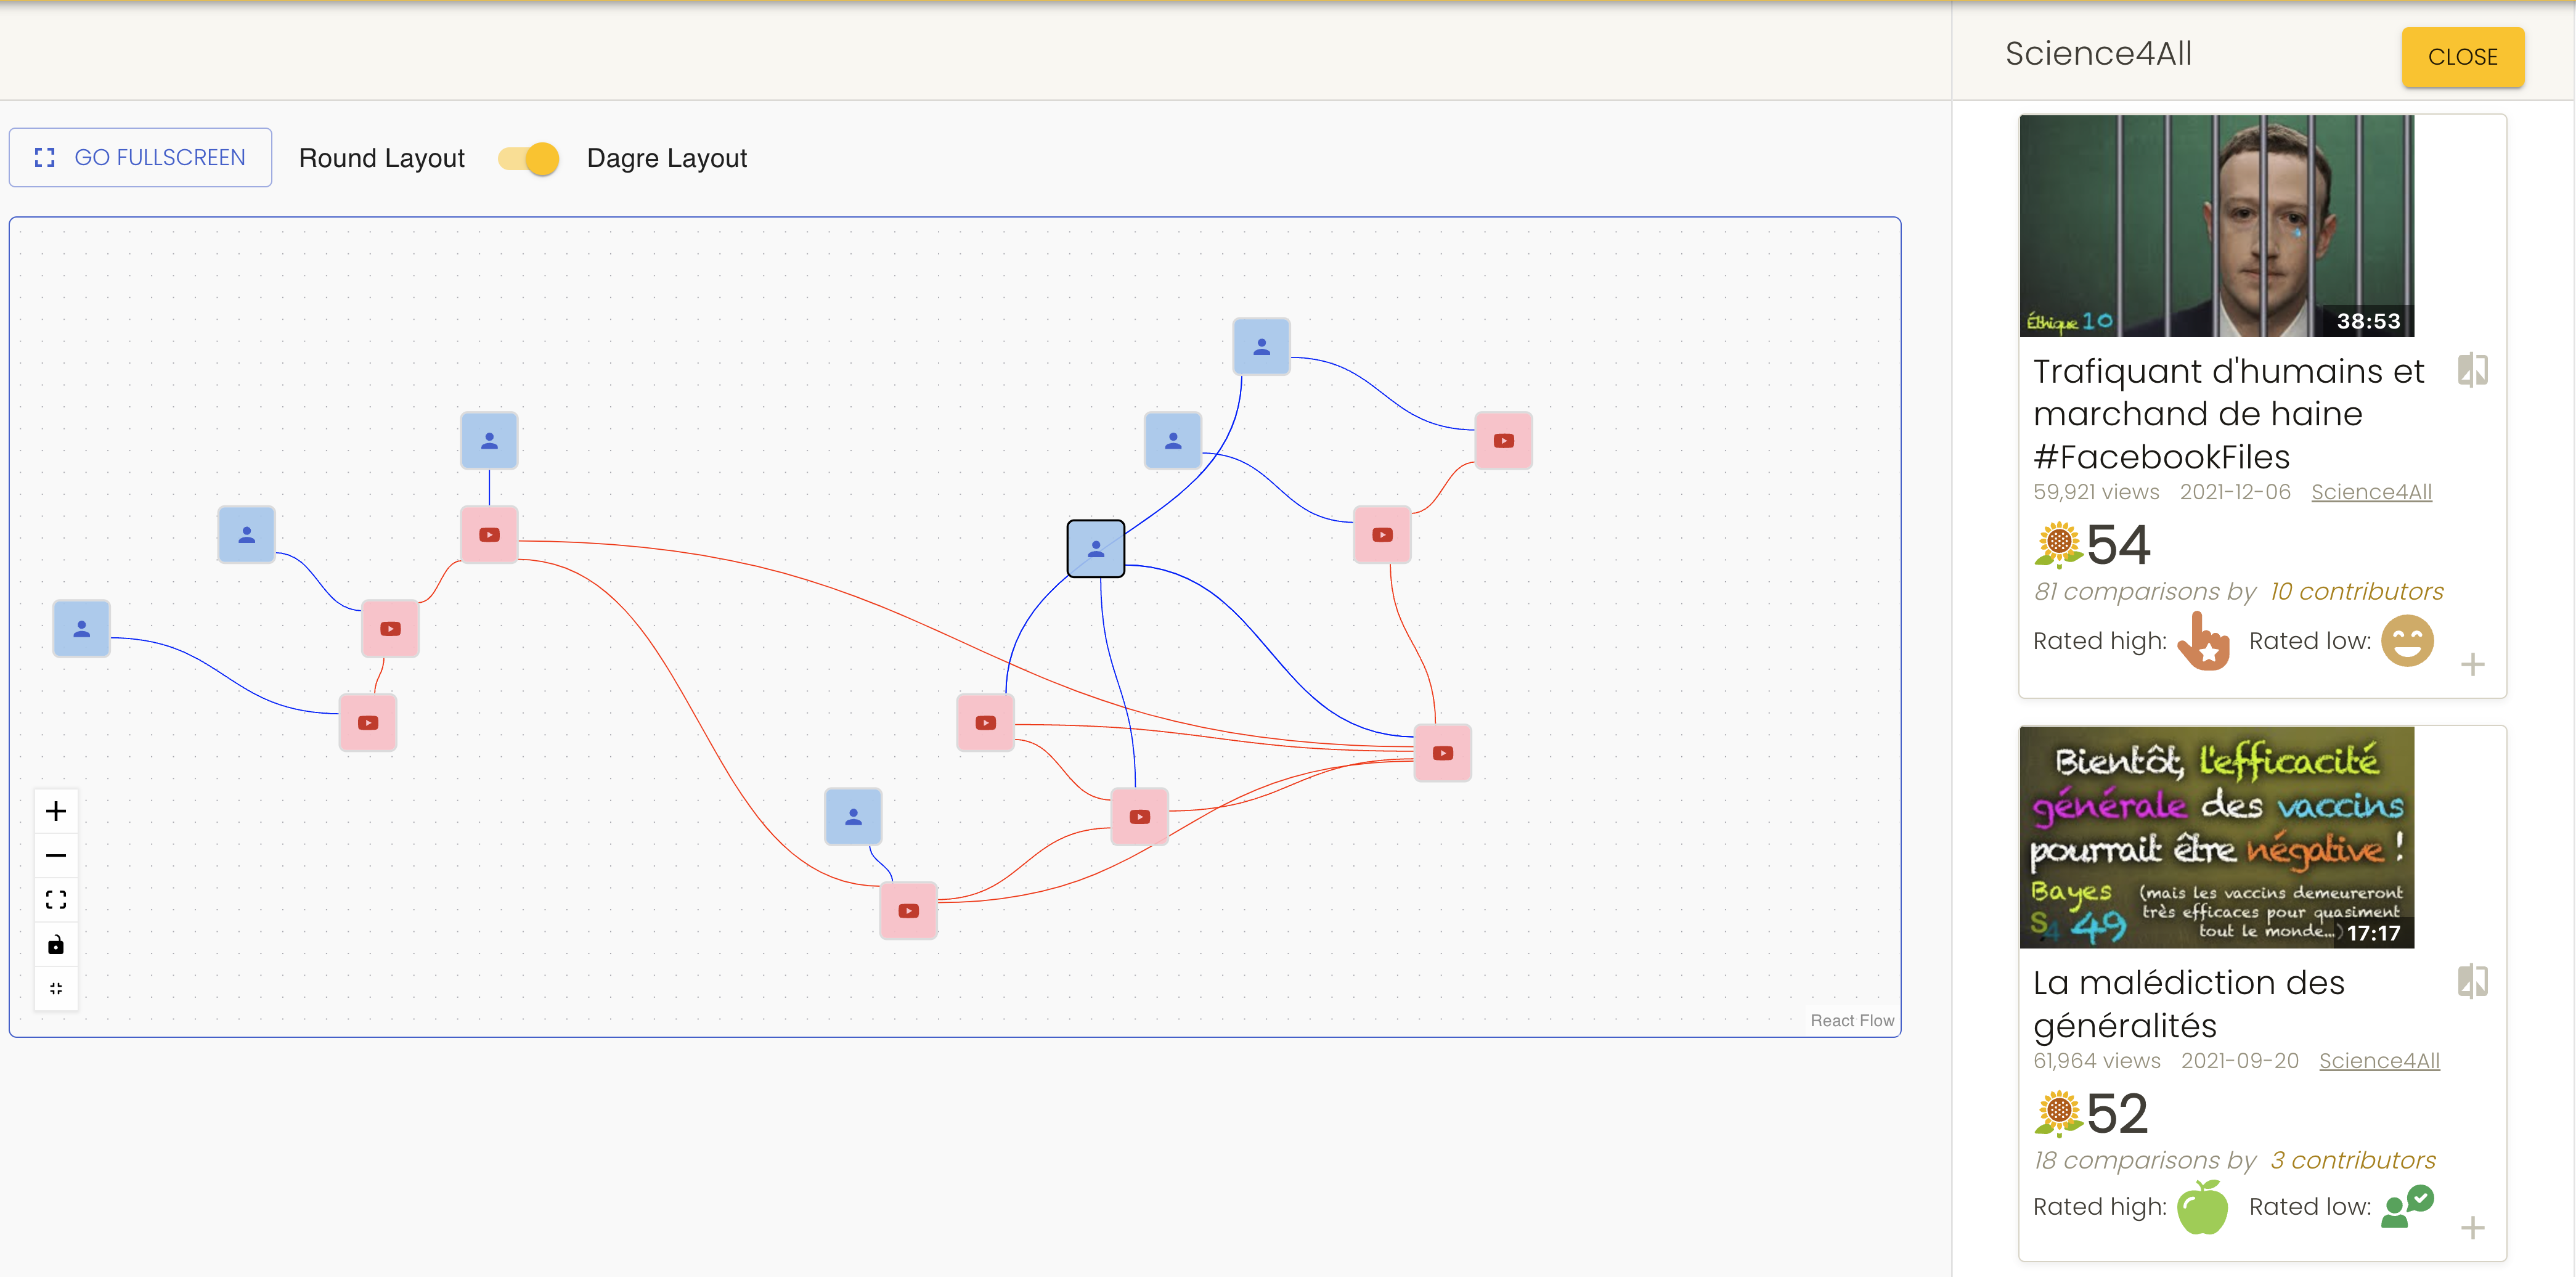 Science4All
CLOSE
GO FULLSCREEN
Round Layout
Dagre Layout
React Flow
Éthique 10
38:53
Trafiquant d'humains et
marchand de haine
#FacebookFiles
59,921 views 2021-12-06 Science4All
54
81 comparisons by 10 contributors
Rated high: Rated low:
Bientôt, l'efficacité
générale des vaccins
pourrait être négative !
Bayes (mais les vaccins demeureront
très efficaces pour quasiment
S4 49 tout le monde...) 17:17
La malédiction des
généralités
61,964 views 2021-09-20 Science4All
52
18 comparisons by 3 contributors
Rated high: Rated low: